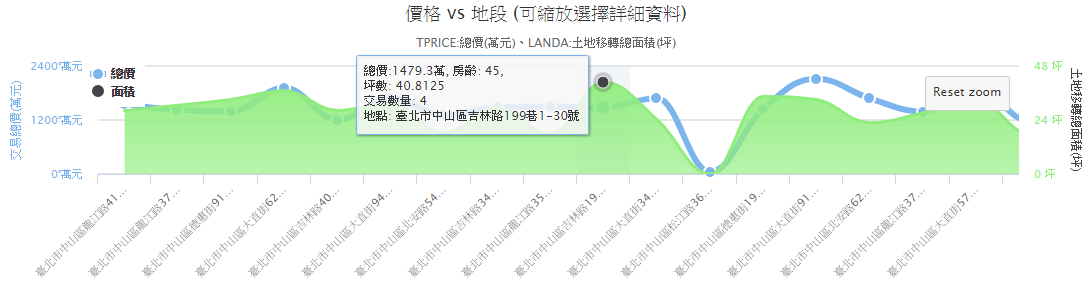 價格 vs 地段 (可縮放選擇詳細資料)
TPRICE:總價(萬元)、LANDA:土地移轉總面積(坪)
交易總價(萬元)
2400萬元
1200萬元
0萬元
總價
面積
總價:1479.3萬, 房齡: 45,
坪數: 40.8125
交易數量: 4
地點: 臺北市中山區吉林路199巷1-30號
Reset zoom
48 坪
24 坪
0 坪
土地移轉總面積(坪)
臺北市中山區龍江路41…
臺北市中山區龍江路37…
臺北市中山區德惠街91…
臺北市中山區大直街62…
臺北市中山區吉林路40…
臺北市中山區大直街94…
臺北市中山區北安路54…
臺北市中山區吉林路34…
臺北市中山區龍江路35…
臺北市中山區吉林路19…
臺北市中山區大直街34…
臺北市中山區松江路36…
臺北市中山區德惠街19…
臺北市中山區大直街91…
臺北市中山區北安路62…
臺北市中山區龍江路37…
臺北市中山區大直街57…